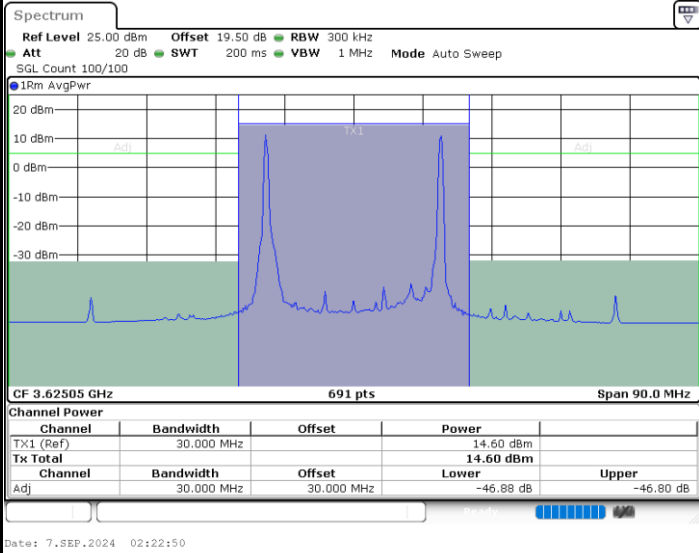 Spectrum
Ref Level 25.00 dBm Offset 19.50 dB RBW 300 kHz
Att 20 dB SWT 200 ms VBW 1 MHz Mode Auto Sweep
SGL Count 100/100
1Rm AvgPwr
20 dBm
TX1
10 dBm
Adj Adj
0 dBm
-10 dBm
-20 dBm
-30 dBm
CF 3.62505 GHz 691 pts Span 90.0 MHz
Channel Power
Channel Bandwidth Offset Power
TX1 (Ref) 30.000 MHz 14.60 dBm
Tx Total 14.60 dBm
Channel Bandwidth Offset Lower Upper
Adj 30.000 MHz 30.000 MHz -46.88 dB -46.80 dB
Ready
Date: 7.SEP.2024 02:22:50